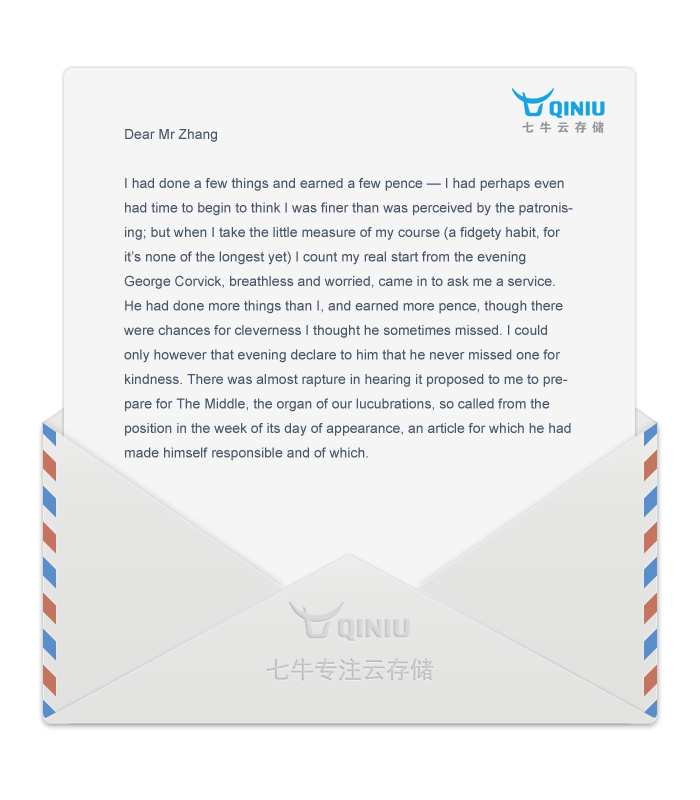 QINIU
七牛云存储
Dear Mr Zhang
I had done a few things and earned a few pence — I had perhaps even
had time to begin to think I was finer than was perceived by the patronis-
ing; but when I take the little measure of my course (a fidgety habit, for
it’s none of the longest yet) I count my real start from the evening
George Corvick, breathless and worried, came in to ask me a service.
He had done more things than I, and earned more pence, though there
were chances for cleverness I thought he sometimes missed. I could
only however that evening declare to him that he never missed one for
kindness. There was almost rapture in hearing it proposed to me to pre-
pare for The Middle, the organ of our lucubrations, so called from the
position in the week of its day of appearance, an article for which he had
made himself responsible and of which.
QINIU
七牛专注云存储